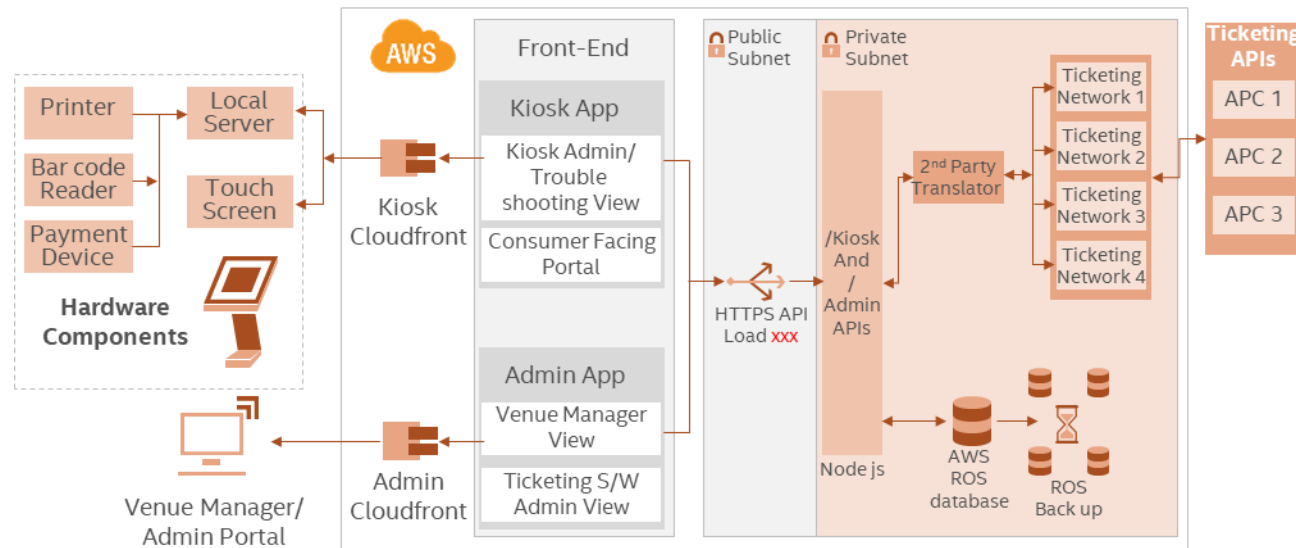 AWS
Front-End
Public
Subnet
Private
Subnet
Ticketing
APIs
Printer
Local
Server
Bar code
Reader
Touch
Screen
Payment
Device
Hardware
Components
Kiosk
Cloudfront
Kiosk App
Kiosk Admin/
Trouble
shooting View
Consumer Facing
Portal
HTTPS API
Load xxx
/Kiosk
And
/
Admin
APIs
Node js
2nd Party
Translator
Ticketing
Network 1
Ticketing
Network 2
Ticketing
Network 3
Ticketing
Network 4
APC 1
APC 2
APC 3
Venue Manager/
Admin Portal
Admin
Cloudfront
Admin App
Venue Manager
View
Ticketing S/W
Admin View
AWS
ROS
database
ROS
Back up